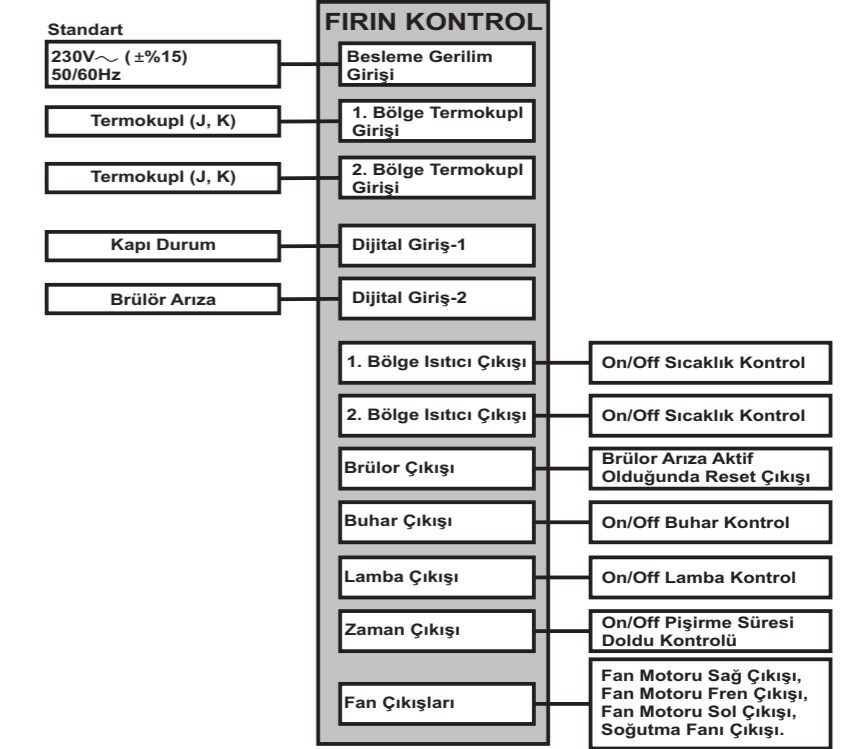 FIRIN KONTROL
Standart
230V～ (±%15)
50/60Hz
Besleme Gerilim
Girişi
Termokupl (J, K)
1. Bölge Termokupl
Girişi
Termokupl (J, K)
2. Bölge Termokupl
Girişi
Kapı Durum
Dijital Giriş-1
Brülör Arıza
Dijital Giriş-2
1. Bölge Isıtıcı Çıkışı
On/Off Sıcaklık Kontrol
2. Bölge Isıtıcı Çıkışı
On/Off Sıcaklık Kontrol
Brülor Çıkışı
Brülor Arıza Aktif
Olduğunda Reset Çıkışı
Buhar Çıkışı
On/Off Buhar Kontrol
Lamba Çıkışı
On/Off Lamba Kontrol
Zaman Çıkışı
On/Off Pişirme Süresi
Doldu Kontrolü
Fan Çıkışları
Fan Motoru Sağ Çıkışı,
Fan Motoru Fren Çıkışı,
Fan Motoru Sol Çıkışı,
Soğutma Fanı Çıkışı.